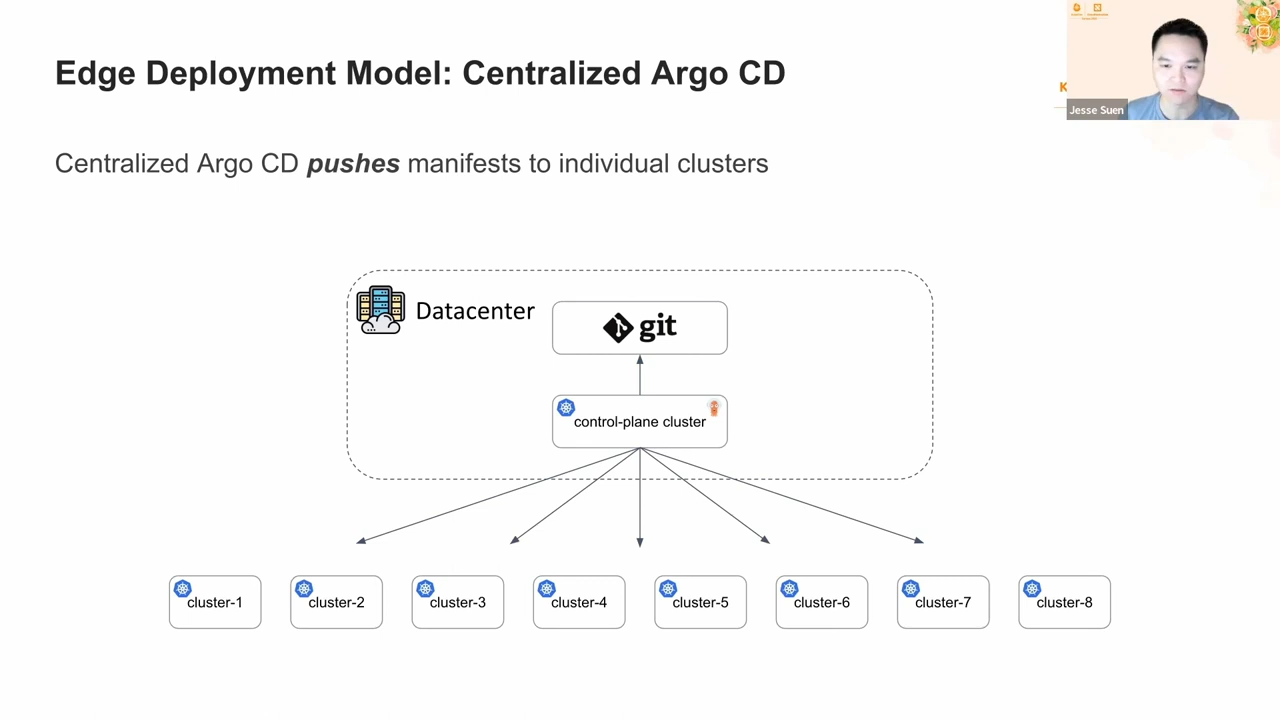 Edge Deployment Model: Centralized Argo CD
K
Jesse Suen
Centralized Argo CD pushes manifests to individual clusters
Datacenter
git
control-plane cluster
cluster-1
cluster-2
cluster-3
cluster-4
cluster-5
cluster-6
cluster-7
cluster-8